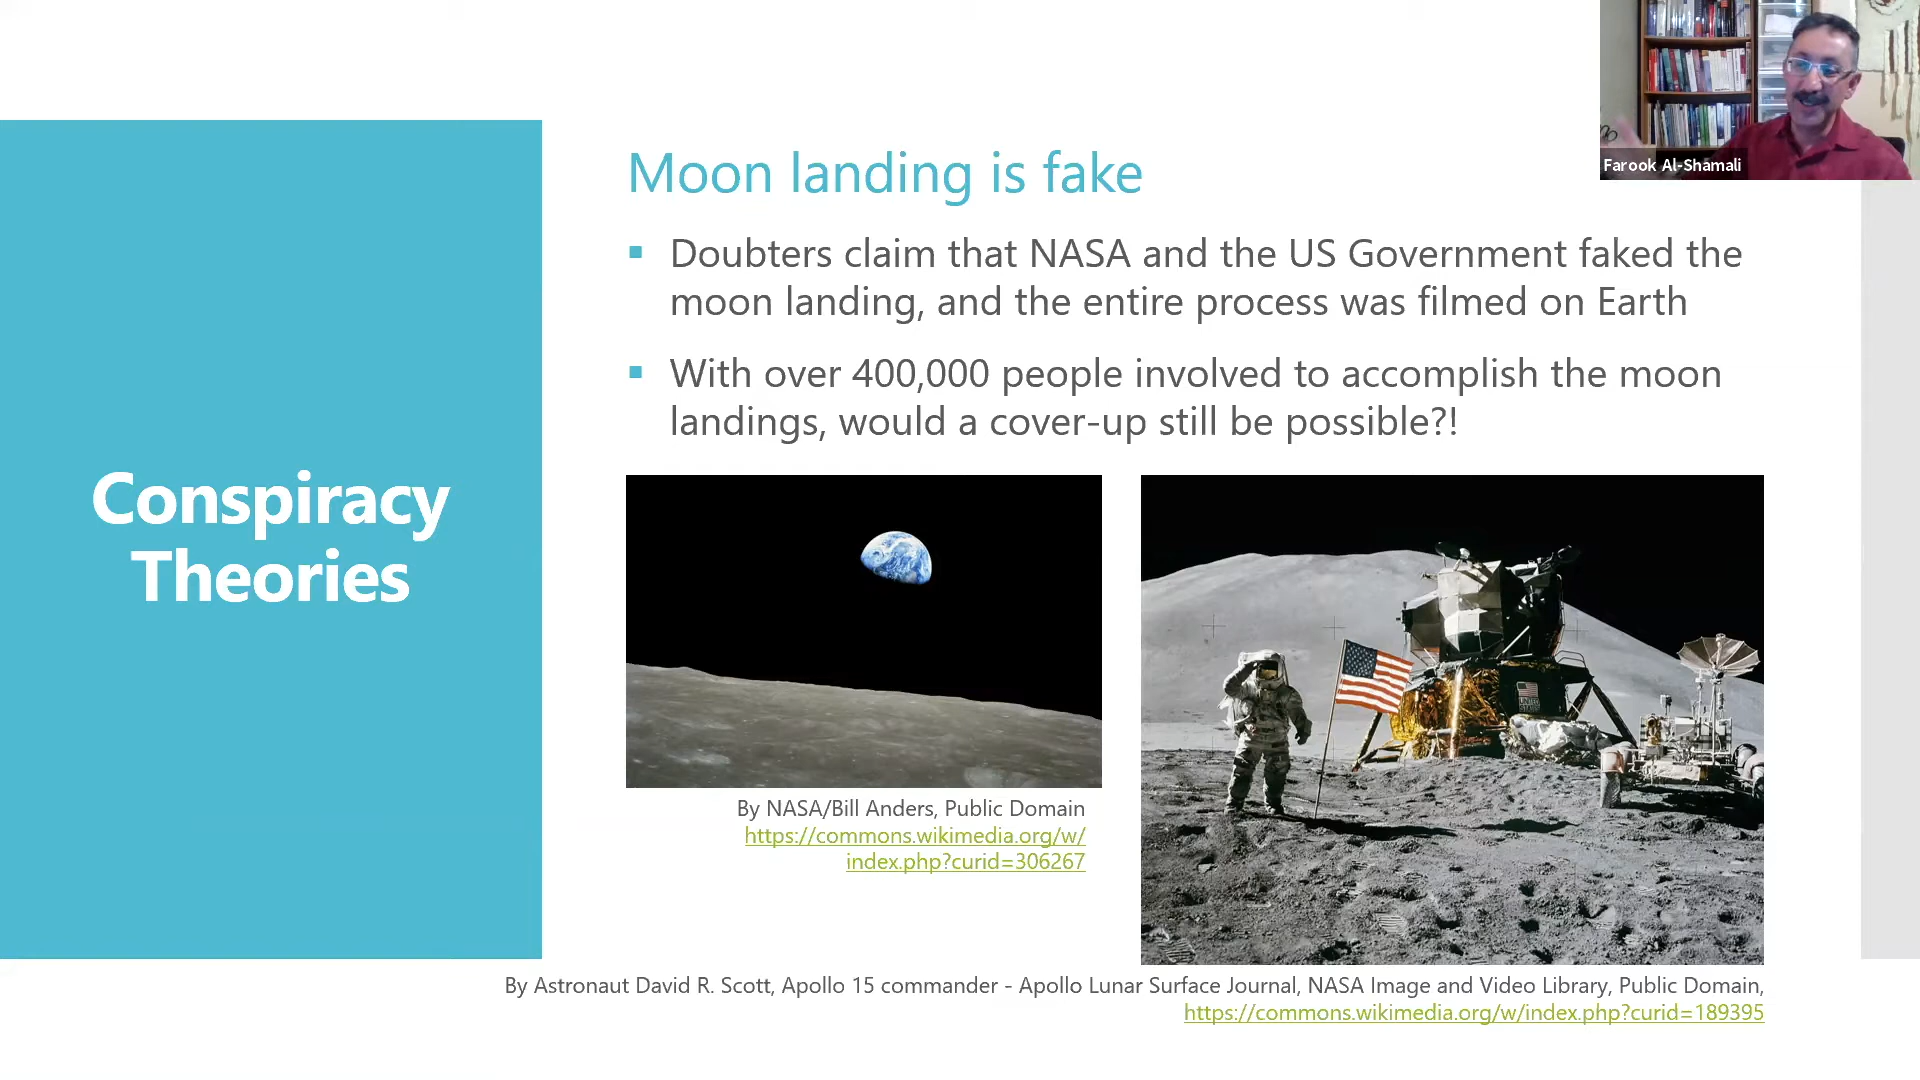 Farook Al-Shamali
Conspiracy
Theories
Moon landing is fake
Doubters claim that NASA and the US Government faked the
moon landing, and the entire process was filmed on Earth
With over 400,000 people involved to accomplish the moon
landings, would a cover-up still be possible?!
UNITED
STATES
By NASA/Bill Anders, Public Domain
https://commons.wikimedia.org/w/
index.php?curid=306267
By Astronaut David R. Scott, Apollo 15 commander - Apollo Lunar Surface Journal, NASA Image and Video Library, Public Domain,
https://commons.wikimedia.org/w/index.php?curid=189395